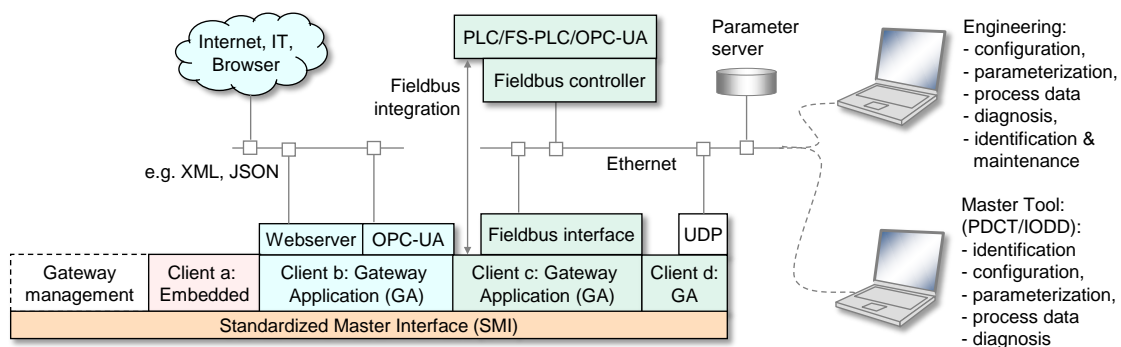 Internet, IT,
Browser
PLC/FS-PLC/OPC-UA
Fieldbus controller
Fieldbus
integration
Parameter
server
Engineering:
- configuration,
- parameterization,
- process data
- diagnosis,
- identification &
maintenance
e.g. XML, JSON
Ethernet
Master Tool:
(PDCT/IODD):
- identification
- configuration,
- parameterization,
- process data
- diagnosis
Webserver
OPC-UA
Fieldbus interface
UDP
Gateway
management
Client a:
Embedded
Client b: Gateway
Application (GA)
Client c: Gateway
Application (GA)
Client d:
GA
Standardized Master Interface (SMI)